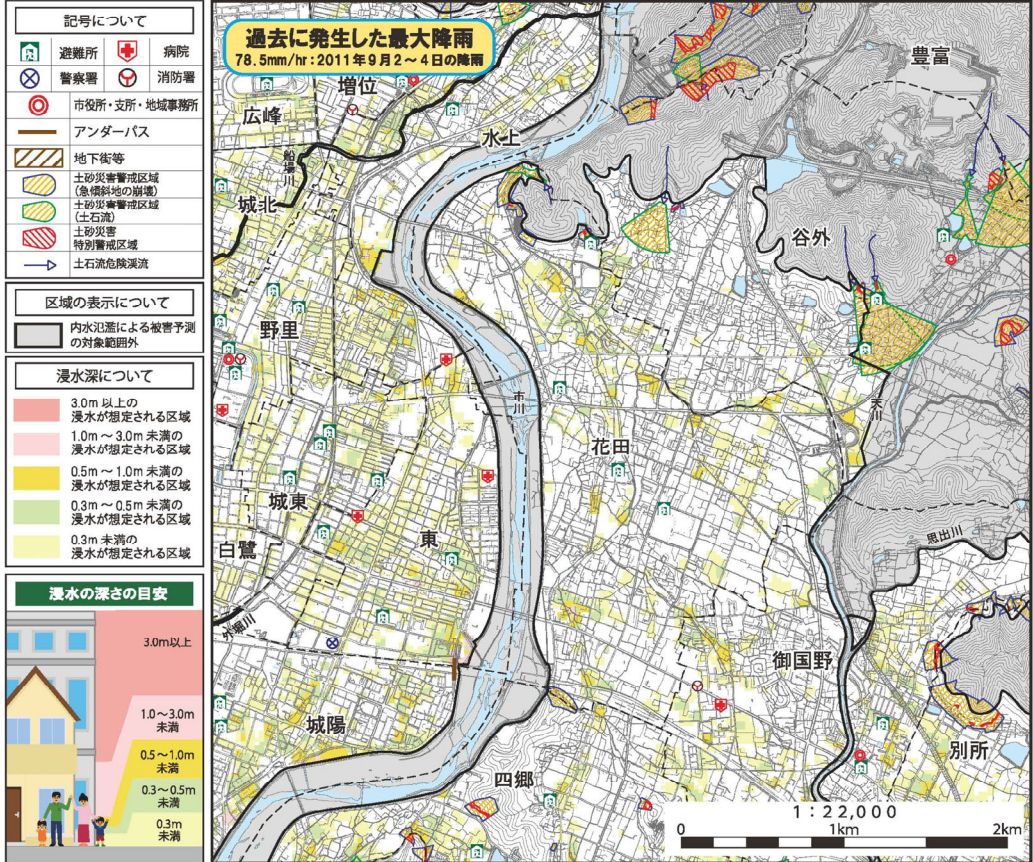 記号について
避難所
病院
警察署
消防署
市役所・支所・地域事務所
アンダーパス
地下街等
土砂災害警戒区域
(急傾斜地の崩壊)
土砂災害警戒区域
(土石流)
土砂災害
特別警戒区域
土石流危険渓流
区域の表示について
内水氾濫による被害予測
の対象範囲外
浸水深について
3.0m 以上の
浸水が想定される区域
1.0m ~ 3.0m 未満の
浸水が想定される区域
0.5m ~ 1.0m 未満の
浸水が想定される区域
0.3m ~ 0.5m 未満の
浸水が想定される区域
0.3m 未満の
浸水が想定される区域
浸水の深さの目安
3.0m以上
1.0~3.0m
未満
0.5~1.0m
未満
0.3~0.5m
未満
0.3m
未満
過去に発生した最大降雨
78.5mm/hr:2011年9月2~4日の降雨
増位
広峰
水上
豊富
船場川
城北
谷外
野里
市川
天川
花田
城東
東
白鷺
思出川
外堀川
御国野
城陽
四郷
別所
1:22,000
0
1km
2km